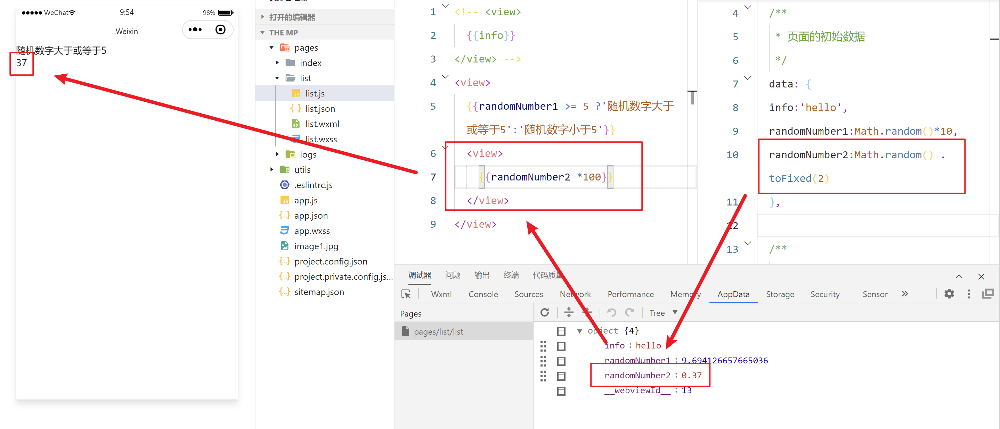 WeChat 9:54 98%
Weixin
随机数字大于或等于5
37
打开的编辑器
THE MP
pages
index
list
list.js
list.json
list.wxml
list.wxss
logs
utils
.eslintrc.js
app.js
app.json
app.wxss
image1.jpg
project.config.json
project.private.config.js...
sitemap.json
1 <!-- <view>
2 {{info}}
3 </view> -->
4 <view>
5 {{randomNumber1 >= 5 ?'随机数字大于
或等于5':'随机数字小于5'}}
6 <view>
7 {{randomNumber2 *100}}
8 </view>
9 </view>
4 /**
5 * 页面的初始数据
6 */
7 data: {
8 info:'hello',
9 randomNumber1:Math.random()*10,
10 randomNumber2:Math.random() .
toFixed(2)
11 },
12
13 /**
调试器 问题 输出 终端 代码质量
Wxml Console Sources Network Performance Memory AppData Storage Security Sensor
Pages
pages/list/list
Tree
object {4}
info : hello
randomNumber1 : 9.694126657665036
randomNumber2 : 0.37
__webviewId__ : 13